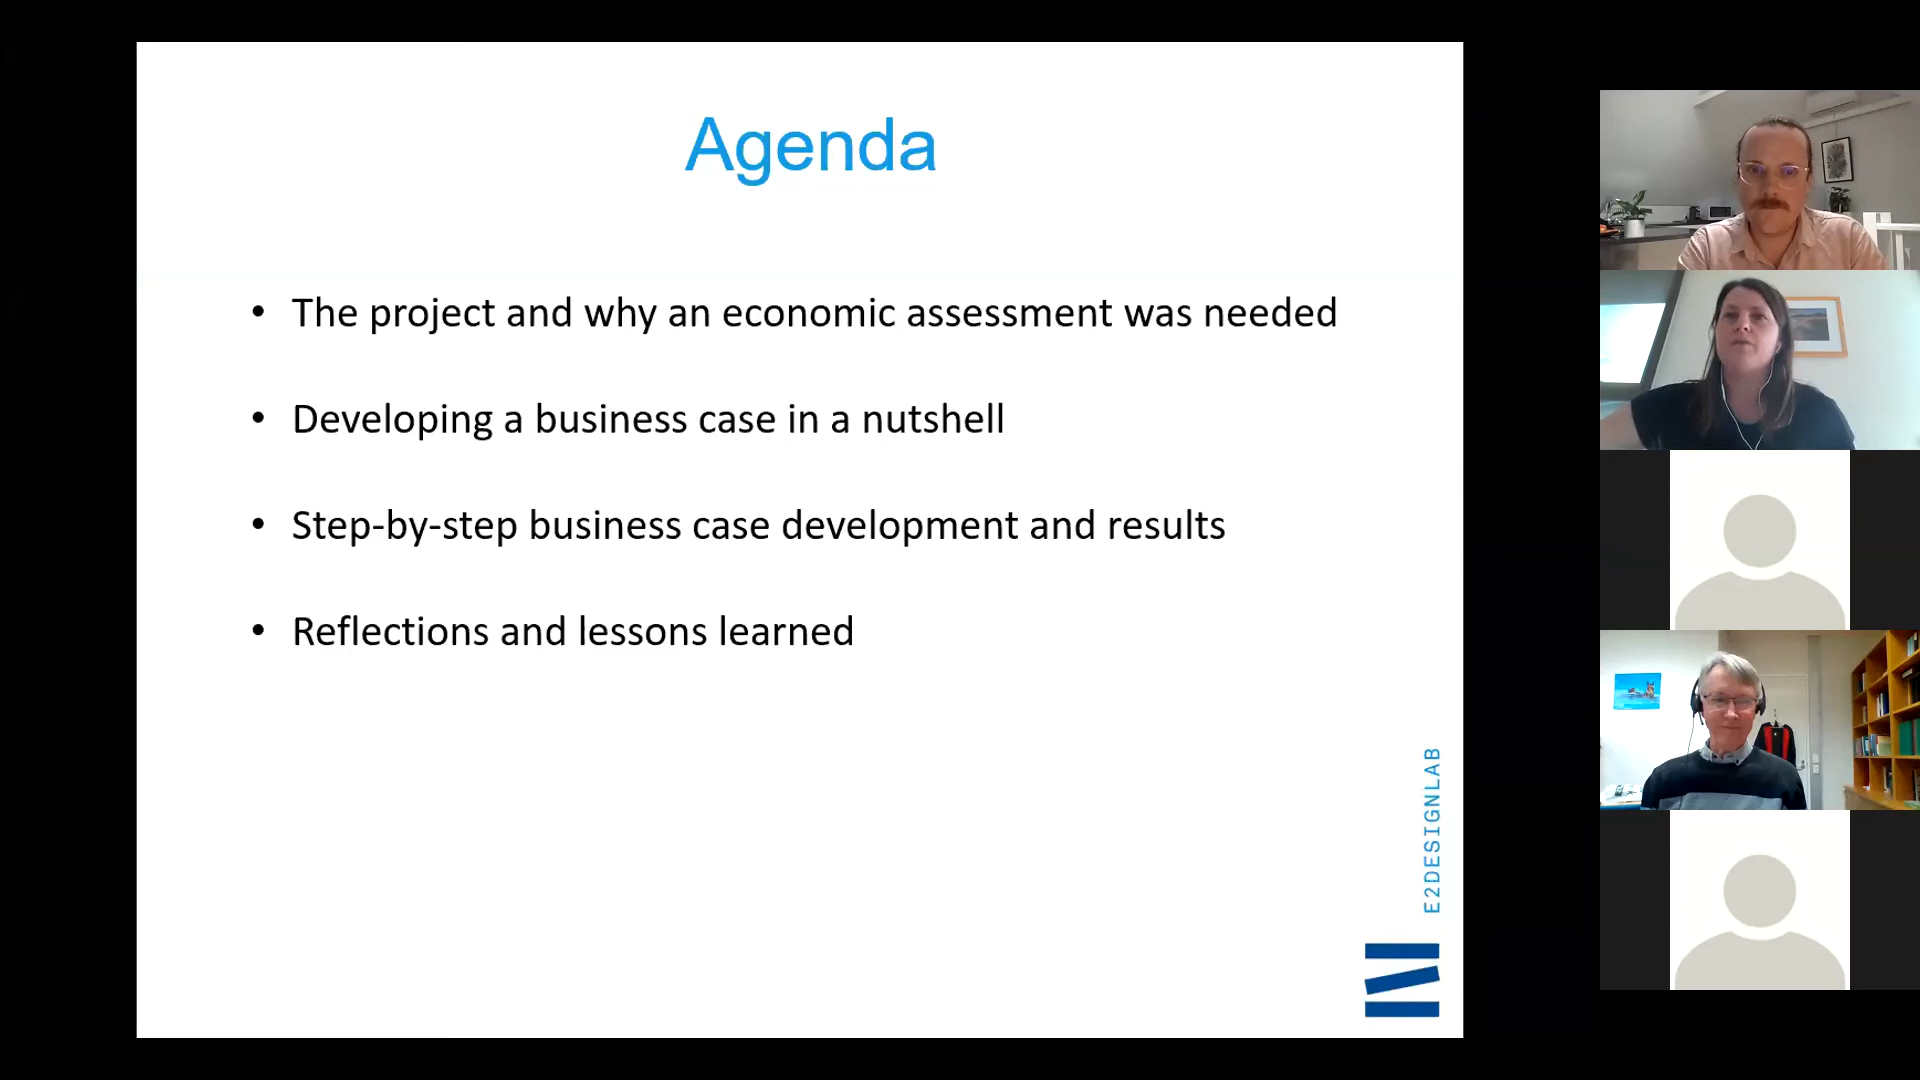 Agenda
• The project and why an economic assessment was needed
• Developing a business case in a nutshell
• Step-by-step business case development and results
• Reflections and lessons learned
E2DESIGNLAB